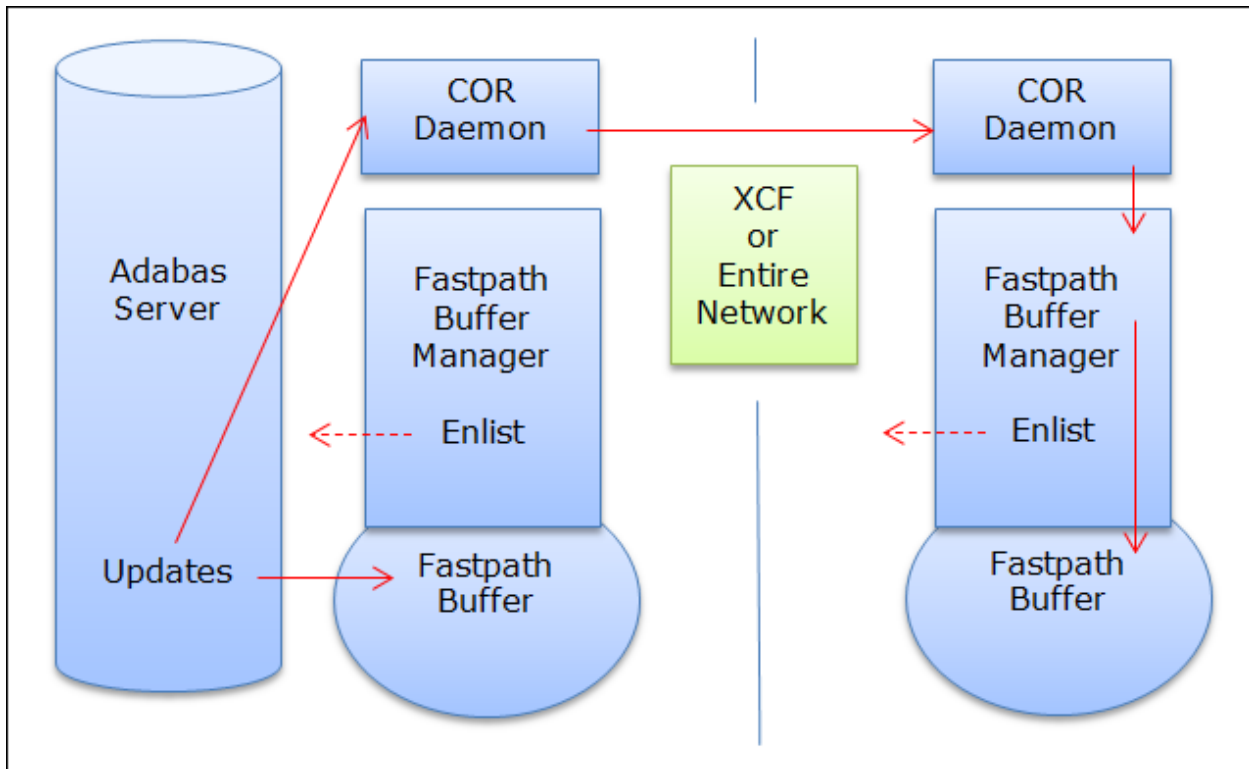 Adabas
Server
Updates
COR
Daemon
Fastpath
Buffer
Manager
Enlist
Fastpath
Buffer
XCF
or
Entire
Network
COR
Daemon
Fastpath
Buffer
Manager
Enlist
Fastpath
Buffer